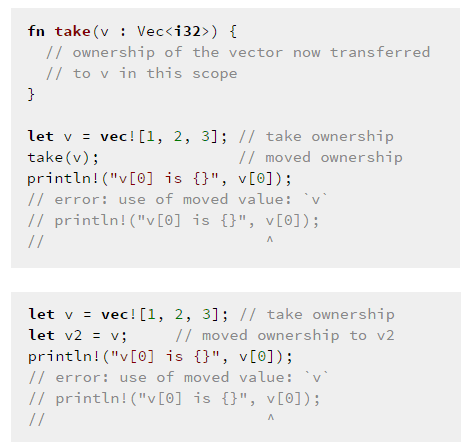 fn take(v : Vec<i32>) {
  // ownership of the vector now transferred
  // to v in this scope
}

let v = vec![1, 2, 3]; // take ownership
take(v);               // moved ownership
println!("v[0] is {}", v[0]);
// error: use of moved value: `v`
// println!("v[0] is {}", v[0]);
//                        ^

let v = vec![1, 2, 3]; // take ownership
let v2 = v;     // moved ownership to v2
println!("v[0] is {}", v[0]);
// error: use of moved value: `v`
// println!("v[0] is {}", v[0]);
//                        ^